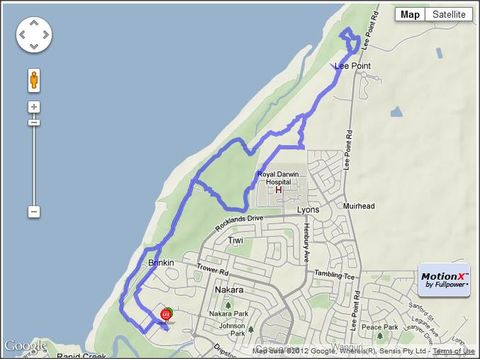 Map
Satellite
Lee Point Rd
Lee Point
Lee Point Rd
Royal Darwin
Hospital
H
Lyons
Muirhead
Rocklands Drive
Henbury Ave
Tiwi
Brinkin
Trower Rd
Tambling Tce
Nakara
MotionX™
by Fullpower™
Nakara Park
Johnson
Park
Sanford St
Peace Park
Wanguri
Rapid Creek
Google
Map data ©2012 Google, Whereis(R), Sensis Pty Ltd - Terms of Use